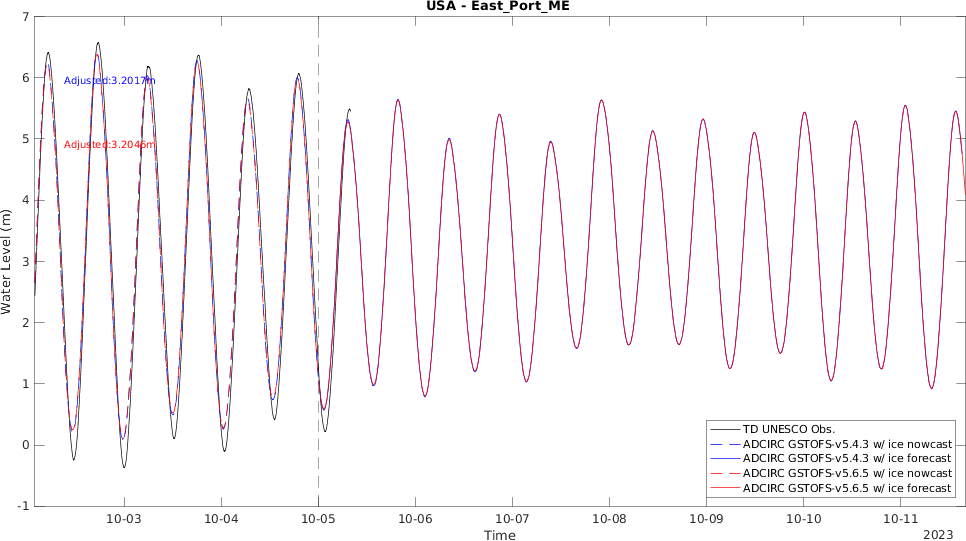 USA - East_Port_ME
7
6
5
4
3
2
1
0
-1
Water Level (m)
Adjusted:3.2017m
Adjusted:3.2046m
TD UNESCO Obs.
ADCIRC GSTOFS-v5.4.3 w/ ice nowcast
ADCIRC GSTOFS-v5.4.3 w/ ice forecast
ADCIRC GSTOFS-v5.6.5 w/ ice nowcast
ADCIRC GSTOFS-v5.6.5 w/ ice forecast
10-03 10-04 10-05 10-06 10-07 10-08 10-09 10-10 10-11
Time
2023